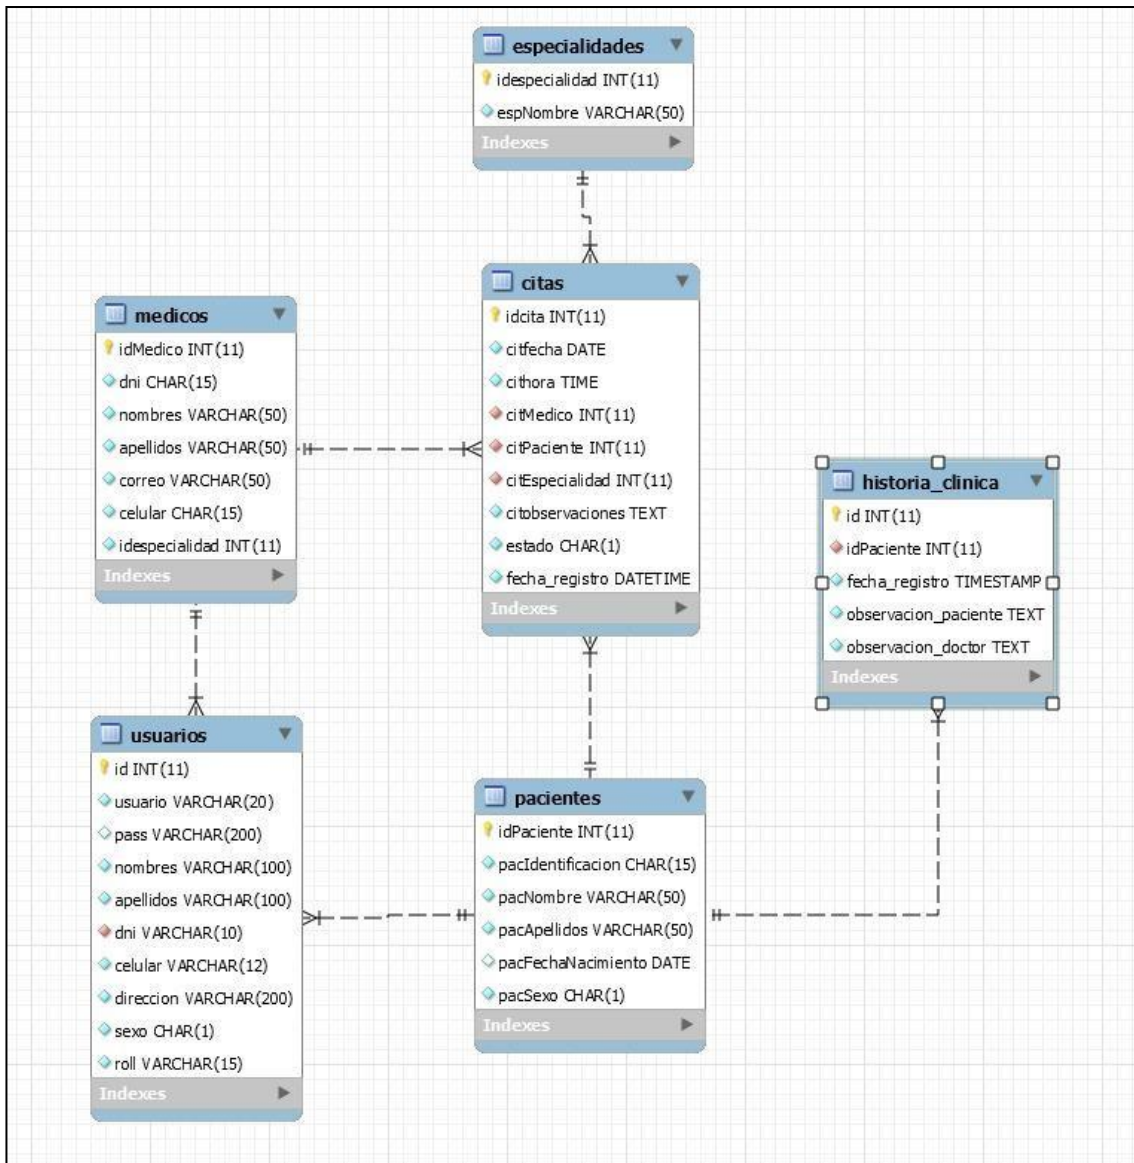 especialidades
idespecialidad INT(11)
espNombre VARCHAR(50)
Indexes
citas
idcita INT(11)
citfecha DATE
cithora TIME
citMedico INT(11)
citPaciente INT(11)
citEspecialidad INT(11)
citobservaciones TEXT
estado CHAR(1)
fecha_registro DATETIME
Indexes
medicos
idMedico INT(11)
dni CHAR(15)
nombres VARCHAR(50)
apellidos VARCHAR(50)
correo VARCHAR(50)
celular CHAR(15)
idespecialidad INT(11)
Indexes
historia_clinica
id INT(11)
idPaciente INT(11)
fecha_registro TIMESTAMP
observacion_paciente TEXT
observacion_doctor TEXT
Indexes
usuarios
id INT(11)
usuario VARCHAR(20)
pass VARCHAR(200)
nombres VARCHAR(100)
apellidos VARCHAR(100)
dni VARCHAR(10)
celular VARCHAR(12)
direccion VARCHAR(200)
sexo CHAR(1)
roll VARCHAR(15)
Indexes
pacientes
idPaciente INT(11)
pacIdentificacion CHAR(15)
pacNombre VARCHAR(50)
pacApellidos VARCHAR(50)
pacFechaNacimiento DATE
pacSexo CHAR(1)
Indexes